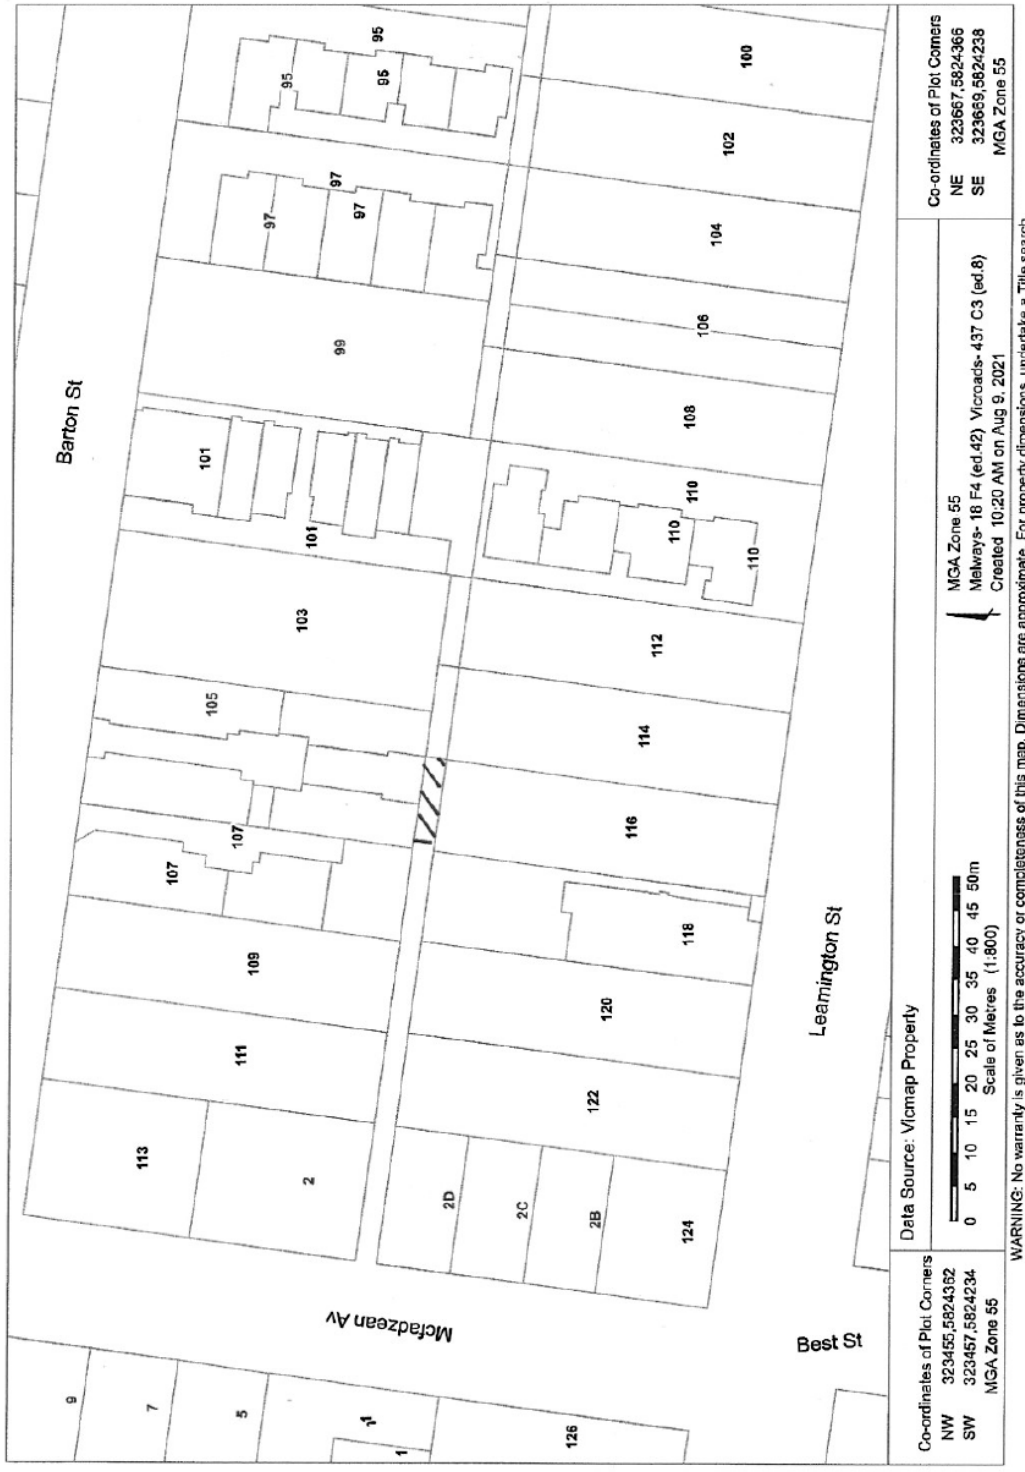 Barton St
9
7
5
1
1
126
Mcfadzean Av
Best St
113
2
111
109
107
107
105
103
101
101
99
97
97
97
95
95
95
2D
2C
2B
124
122
120
118
116
114
112
110
110
110
108
106
104
102
100
Leamington St
Co-ordinates of Plot Corners
NW 323455,5824362
SW 323457,5824234
MGA Zone 55
Data Source: Vicmap Property
0 5 10 15 20 25 30 35 40 45 50m
Scale of Metres (1:800)
MGA Zone 55
Melways- 18 F4 (ed.42) Vicroads- 437 C3 (ed.8)
Created 10:20 AM on Aug 9, 2021
Co-ordinates of Plot Corners
NE 323667,5824366
SE 323669,5824238
MGA Zone 55
WARNING: No warranty is given as to the accuracy or completeness of this map. Dimensions are approximate. For property dimensions, undertake a Title search